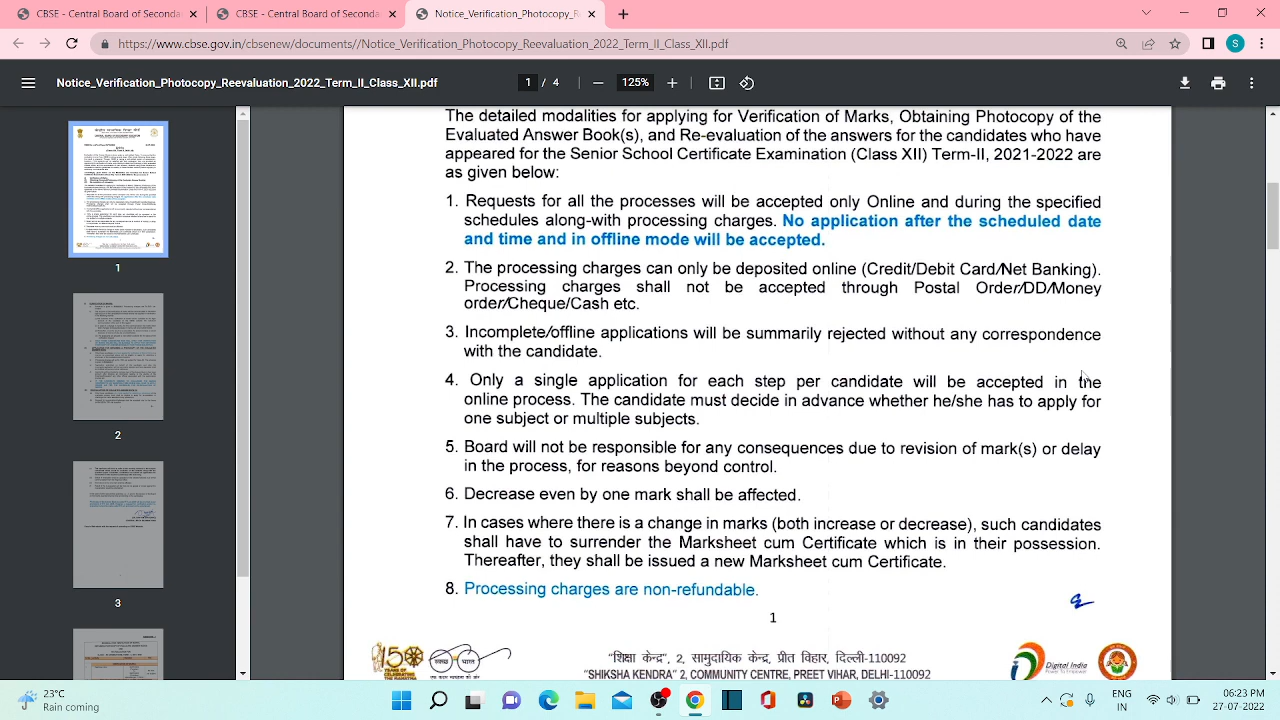 CBSE - Central Board of Secondary
CBSE - Central Board of Secondary
Notice_Verification_Photocopy_Re
https://www.cbse.gov.in/cbsenew/documents//Notice_Verification_Photocopy_Reevaluation_2022_Term_II_Class_XII.pdf
S
Notice_Verification_Photocopy_Reevaluation_2022_Term_II_Class_XII.pdf
1 / 4
125%
The detailed modalities for applying for Verification of Marks, Obtaining Photocopy of the
Evaluated Answer Book(s), and Re-evaluation of the answers for the candidates who have
appeared for the Senior School Certificate Examination (Class XII) Term-II, 2021-2022 are
as given below:
1. Requests for all the processes will be accepted only Online and during the specified
schedules along-with processing charges. No application after the scheduled date
and time and in offline mode will be accepted.
2. The processing charges can only be deposited online (Credit/Debit Card/Net Banking).
Processing charges shall not be accepted through Postal Order/DD/Money
order/Cheque/Cash etc.
3. Incomplete/offline applications will be summarily rejected without any correspondence
with the candidate.
4. Only a single application for each step per candidate will be accepted in the
online process. The candidate must decide in advance whether he/she has to apply for
one subject or multiple subjects.
5. Board will not be responsible for any consequences due to revision of mark(s) or delay
in the process, for reasons beyond control.
6. Decrease even by one mark shall be affected.
7. In cases where there is a change in marks (both increase or decrease), such candidates
shall have to surrender the Marksheet cum Certificate which is in their possession.
Thereafter, they shall be issued a new Marksheet cum Certificate.
8. Processing charges are non-refundable.
1
"शिक्षा केन्द्र", 2, सामुदायिक केन्द्र, प्रीत विहार, दिल्ली-110092
"SHIKSHA KENDRA" 2, COMMUNITY CENTRE, PREET VIHAR, DELHI-110092
150
YEARS OF
CELEBRATING
स्वच्छ भारत
Digital India
1
2
3
23°C
Rain coming
ENG
IN
06:23 PM
27-07-2022